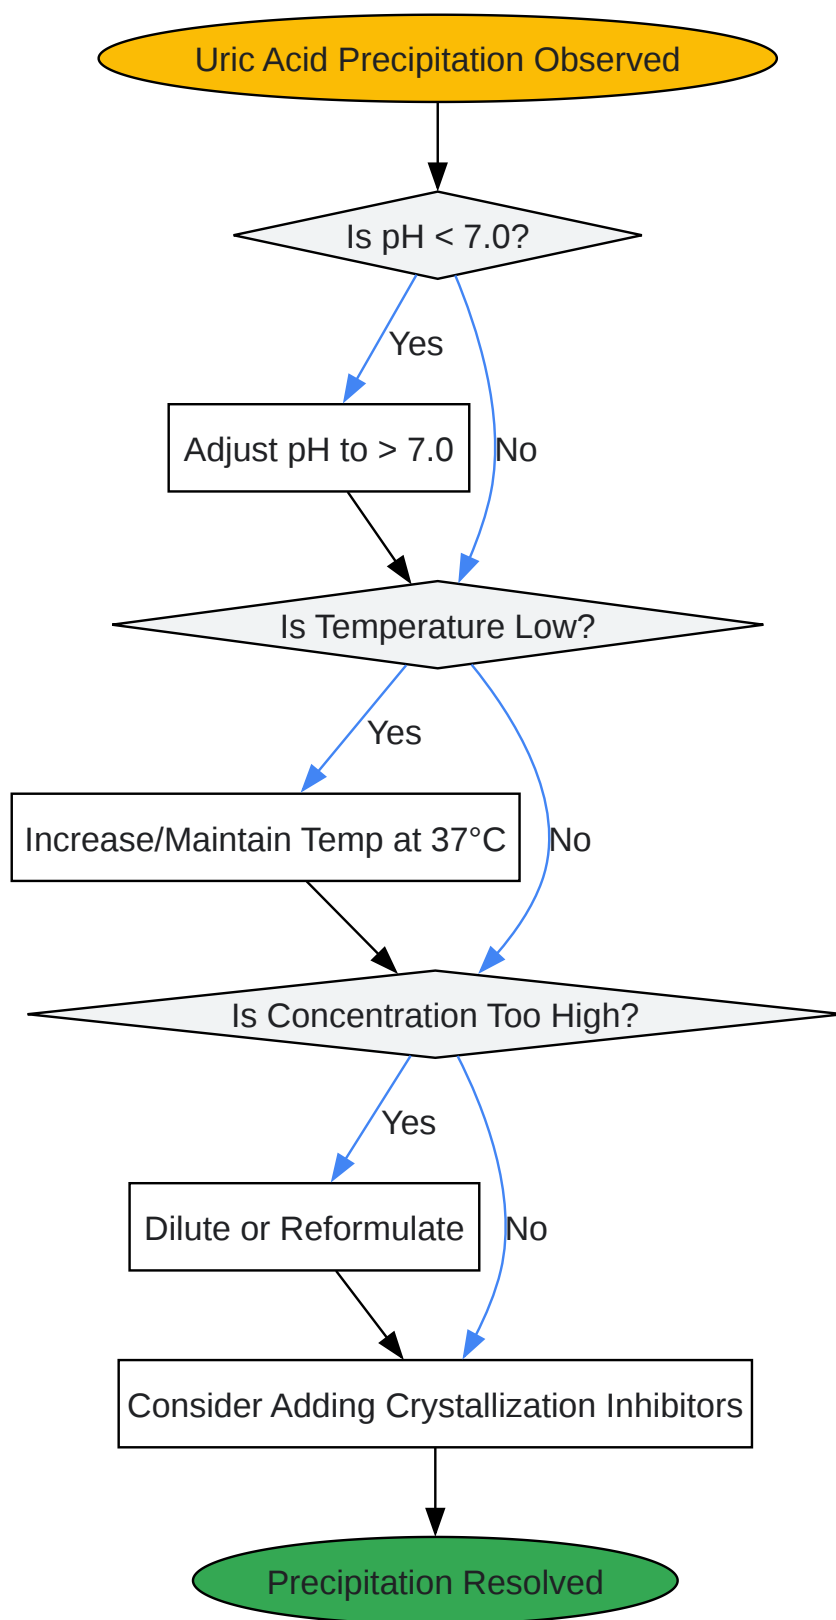 Uric Acid Precipitation Observed
Is pH < 7.0?
Yes
Adjust pH to > 7.0
No
Is Temperature Low?
Yes
Increase/Maintain Temp at 37°C
No
Is Concentration Too High?
Yes
Dilute or Reformulate
No
Consider Adding Crystallization Inhibitors
Precipitation Resolved